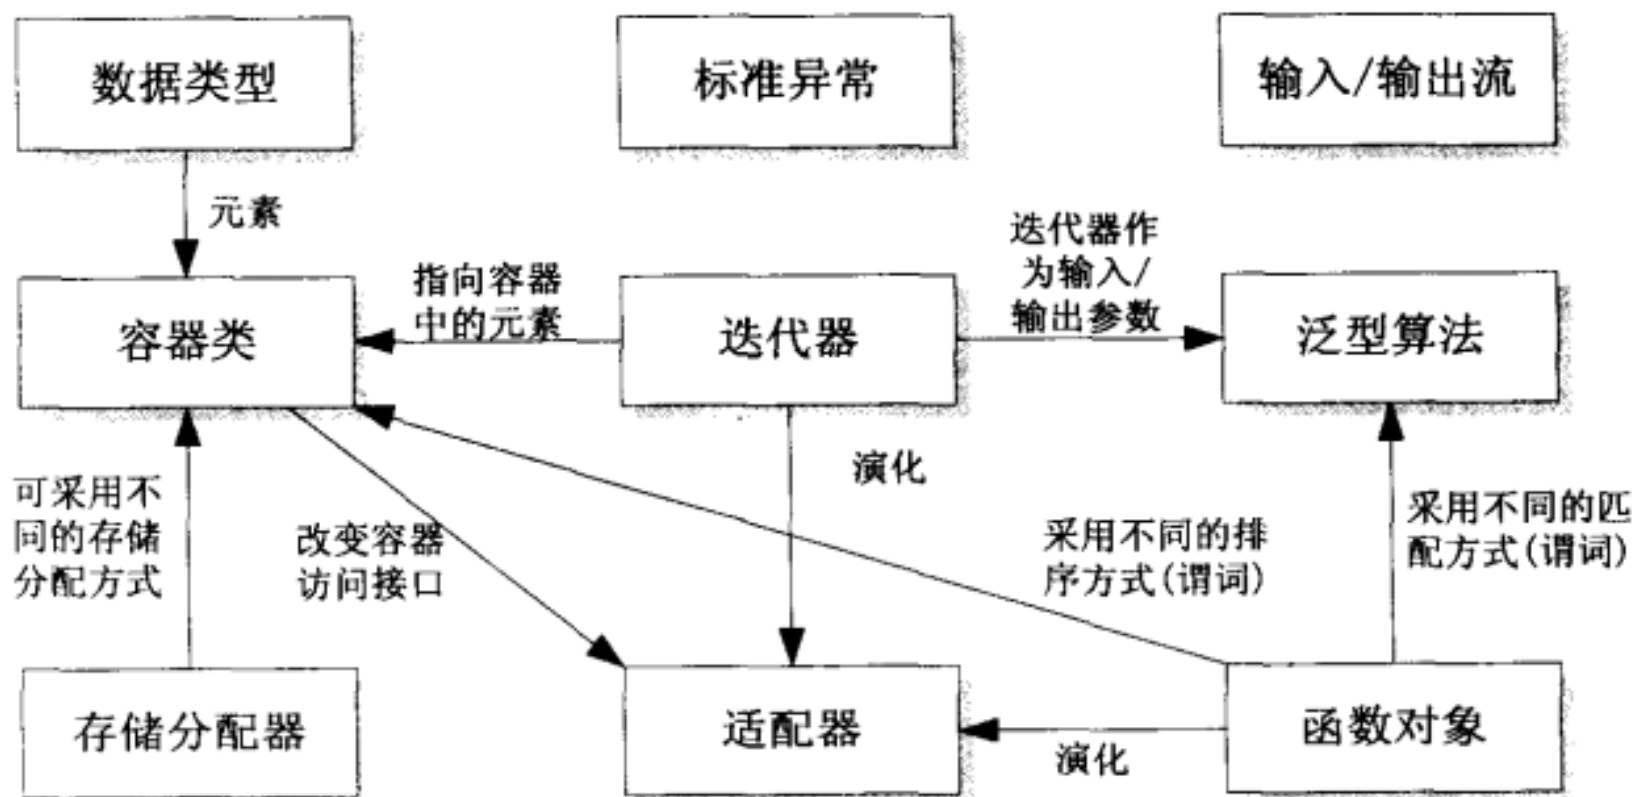 数据类型
标准异常
输入/输出流
元素
迭代器作
为输入/
输出参数
指向容器
中的元素
容器类
迭代器
泛型算法
演化
可采用不
同的存储
分配方式
改变容器
访问接口
采用不同的排
序方式(谓词)
采用不同的匹
配方式(谓词)
存储分配器
适配器
函数对象
演化